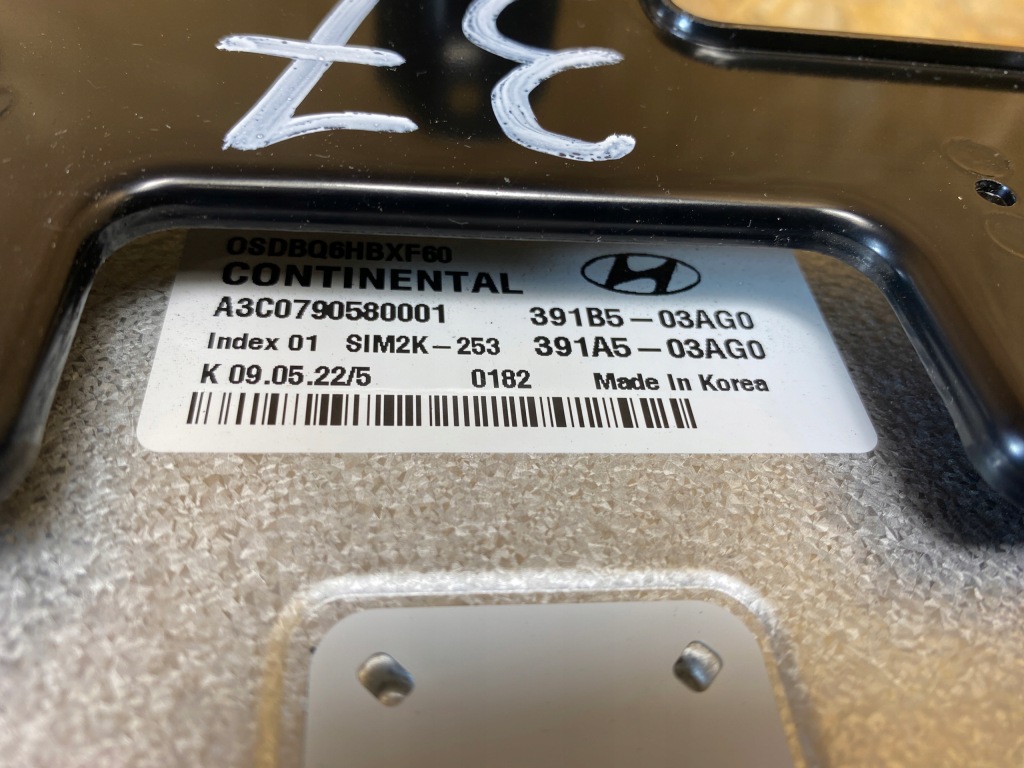 37
OSDBQ6HBXF60
CONTINENTAL
A3C0790580001 391B5-03AG0
Index 01 SIM2K-253 391A5-03AG0
K 09.05.22/5 0182 Made In Korea